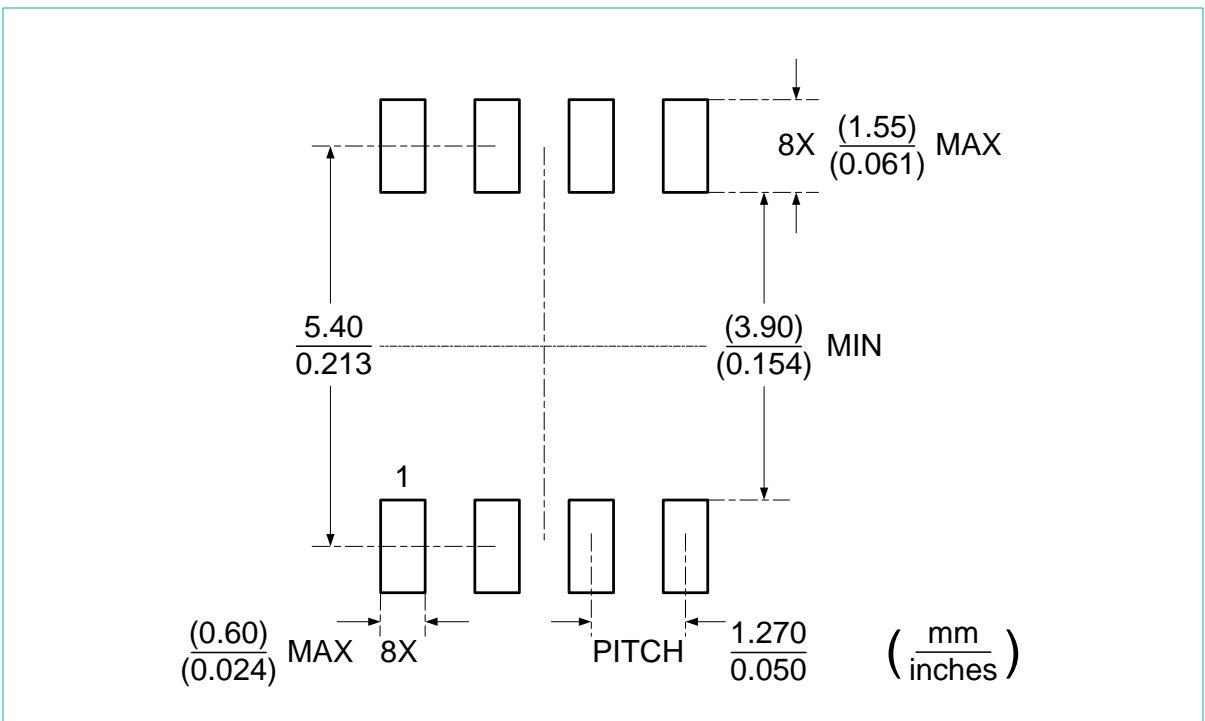 8X (1.55) MAX
(0.061)
5.40
0.213
(3.90) MIN
(0.154)
1
(0.60) MAX 8X
(0.024)
PITCH 1.270
0.050
( mm
inches )